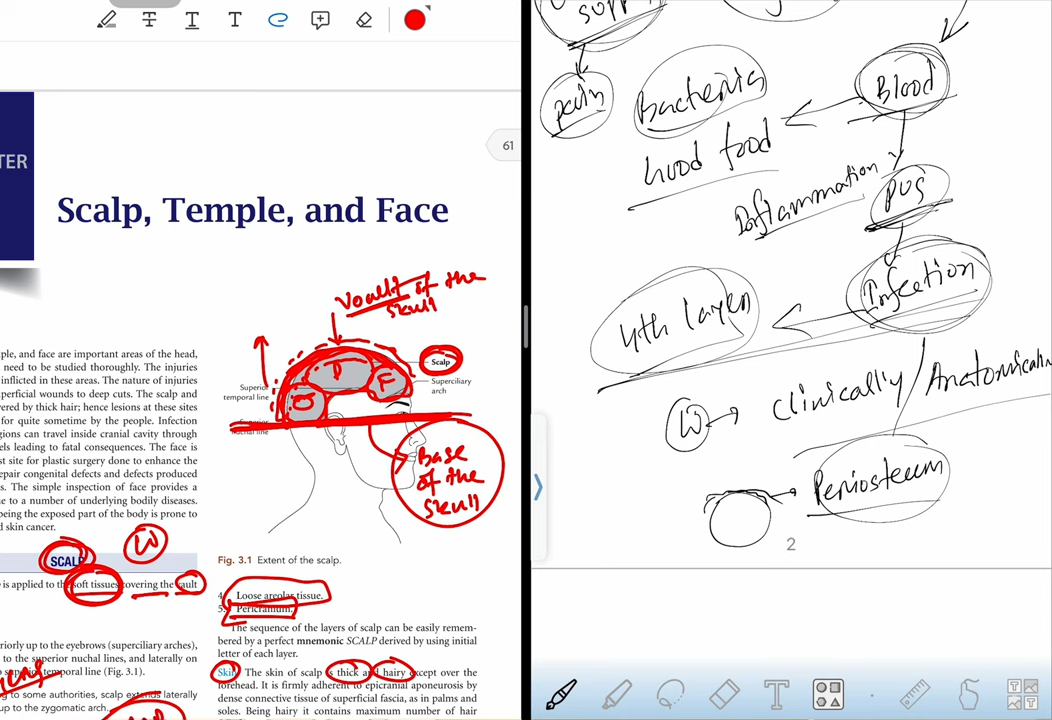 61
TER
Scalp, Temple, and Face
Voault of the
skull
Scalp
Superciliary
arch
Superior
temporal line
Superior
nuchal line
P
F
O
Base
of the
skull
ple, and face are important areas of the head,
need to be studied thoroughly. The injuries
inflicted in these areas. The nature of injuries
perficial wounds to deep cuts. The scalp and
vered by thick hair; hence lesions at these sites
for quite sometime by the people. Infection
gions can travel inside cranial cavity through
els leading to fatal consequences. The face is
st site for plastic surgery done to enhance the
epair congenital defects and defects produced
s. The simple inspection of face provides a
ue to a number of underlying bodily diseases.
being the exposed part of the body is prone to
d skin cancer.
SCALP
is applied to the soft tissues covering the vault
riorly up to the eyebrows (superciliary arches),
to the superior nuchal lines, and laterally on
superior temporal line (Fig. 3.1).
g to some authorities, scalp extends laterally
up to the zygomatic arch.
Fig. 3.1 Extent of the scalp.
4. Loose areolar tissue.
5. Pericranium.
The sequence of the layers of scalp can be easily remem-
bered by a perfect mnemonic SCALP derived by using initial
letter of each layer.
Skin: The skin of scalp is thick and hairy except over the
forehead. It is firmly adherent to epicranial aponeurosis by
dense connective tissue of superficial fascia, as in palms and
soles. Being hairy it contains maximum number of hair
pain
Bacteria
Blood
hood food
Inflammation
PUS
Infection
4th layer
W → Clinically/Anatomically
Periosteum
2